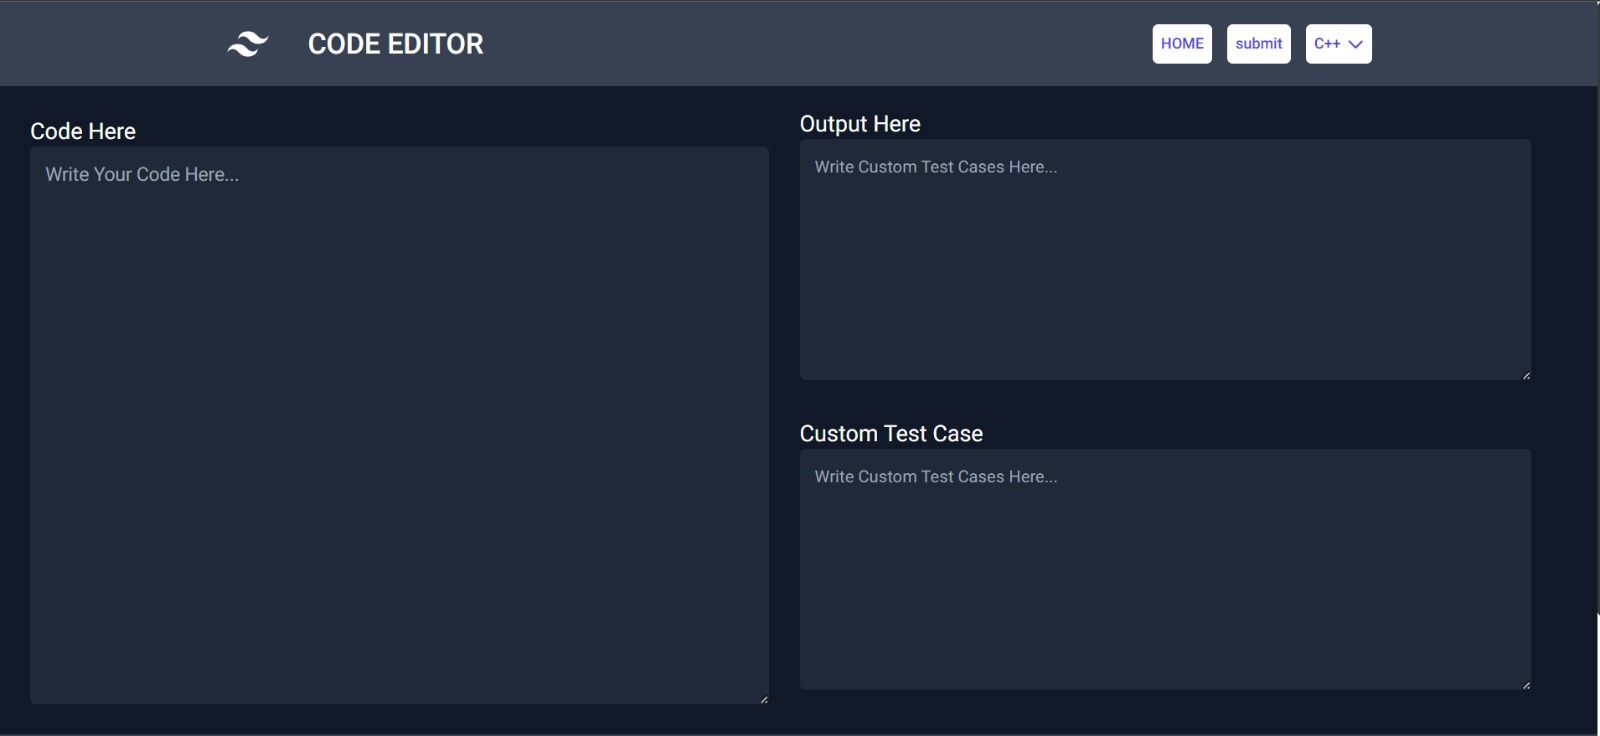 CODE EDITOR
HOME
submit
C++
Code Here
Write Your Code Here...
Output Here
Write Custom Test Cases Here...
Custom Test Case
Write Custom Test Cases Here...